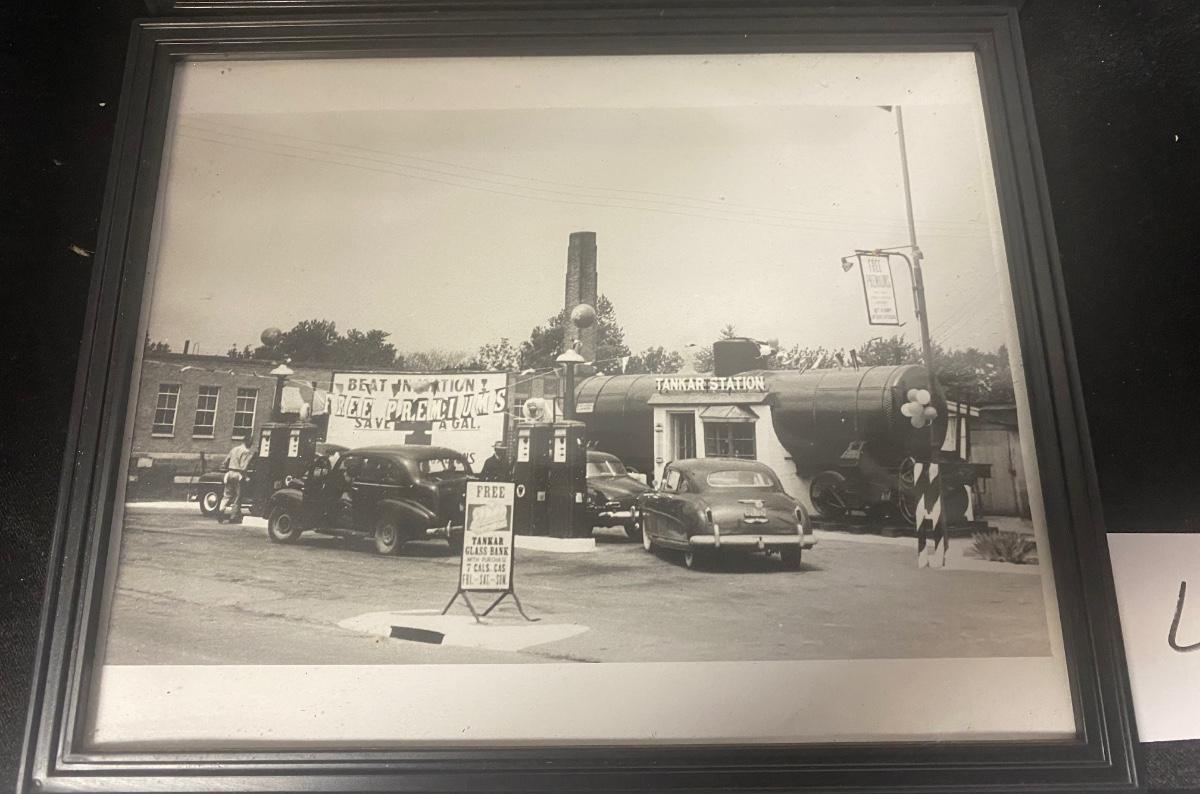 BEAT INFLATION!
FREE PREMIUMS
SAVE A GAL.
TANKAR STATION
FREE
PREMIUMS
FREE
TANKAR
GLASS BANK
WITH PURCHASE
7 GALS. GAS
FRI.-SAT.-SUN.